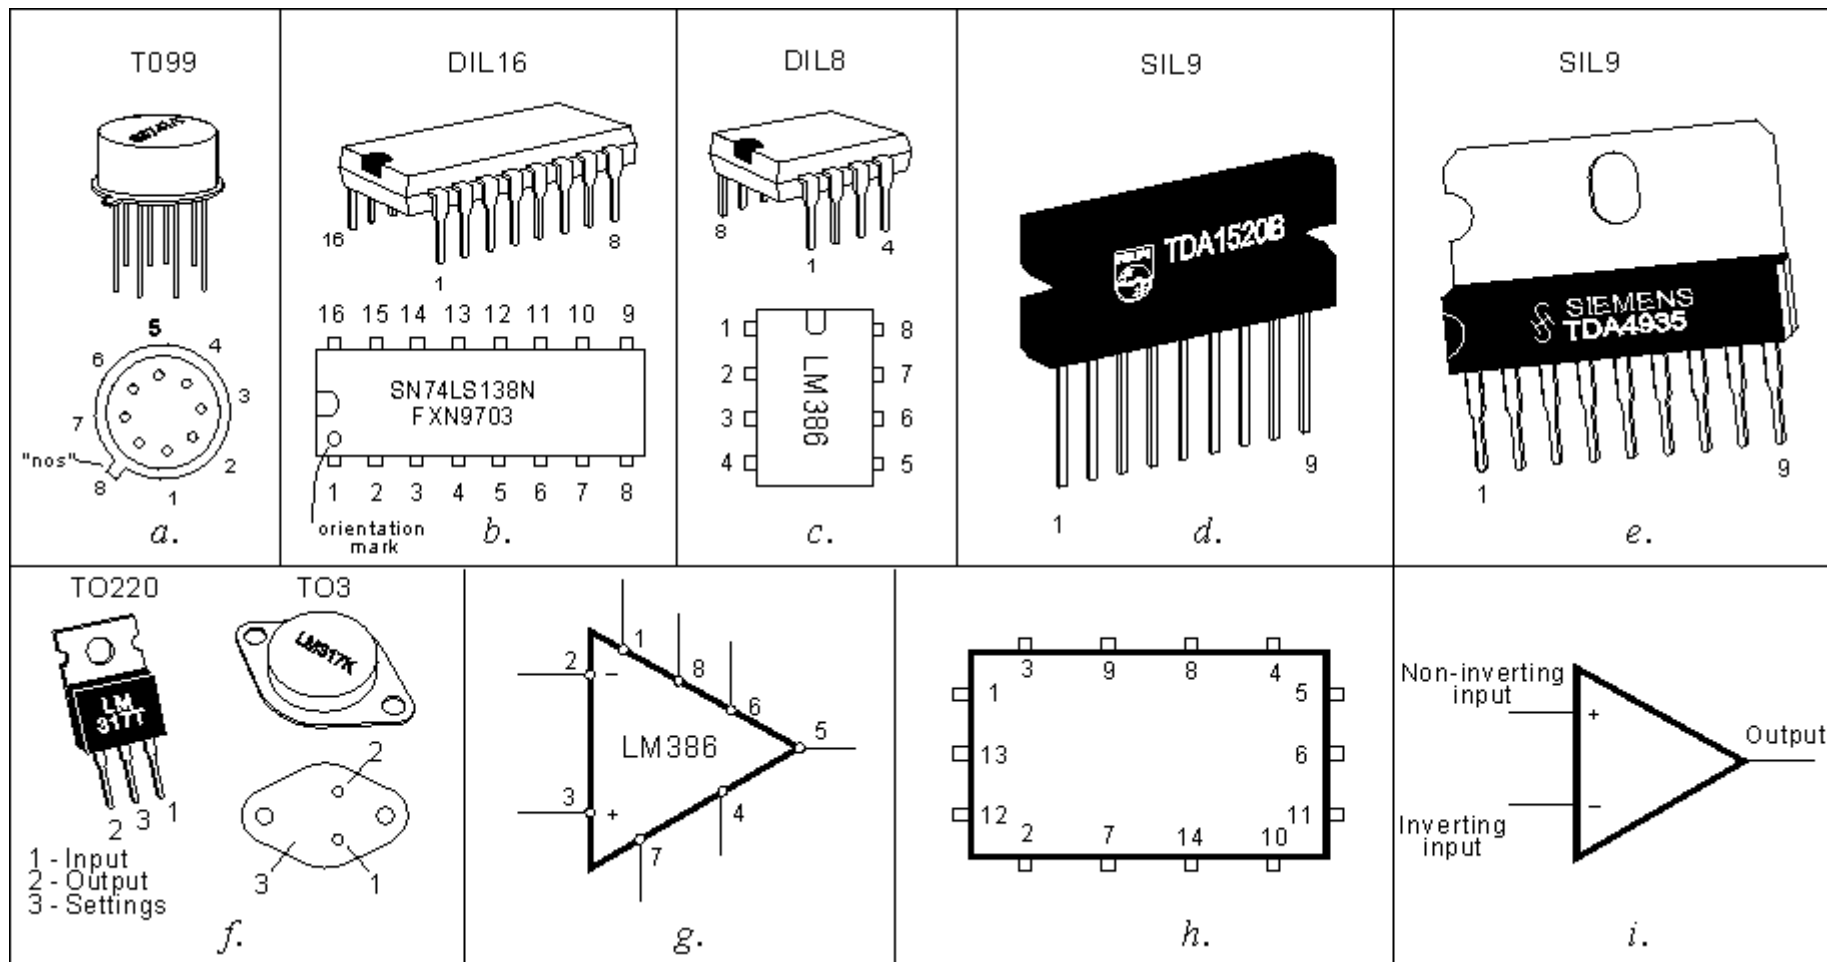 T099
5
6
4
3
7
2
"nos"
8
1
a.
DIL16
16
8
1
16 15 14 13 12 11 10 9
SN74LS138N
FXN9703
1 2 3 4 5 6 7 8
orientation
mark
b.
DIL8
8
4
1
1 8
2 7
3 6
4 5
LM386
c.
SIL9
TDA1520B
9
1
d.
SIL9
SIEMENS
TDA4935
1
9
e.
TO220
LM
317T
2 3 1
1 - Input
2 - Output
3 - Settings
TO3
LM317K
2
3
1
f.
1
2
8
-
6
5
LM386
3
+
4
7
g.
3 9 8 4
1 5
13 6
12 11
2 7 14 10
h.
Non-inverting
input
+
Output
-
Inverting
input
i.